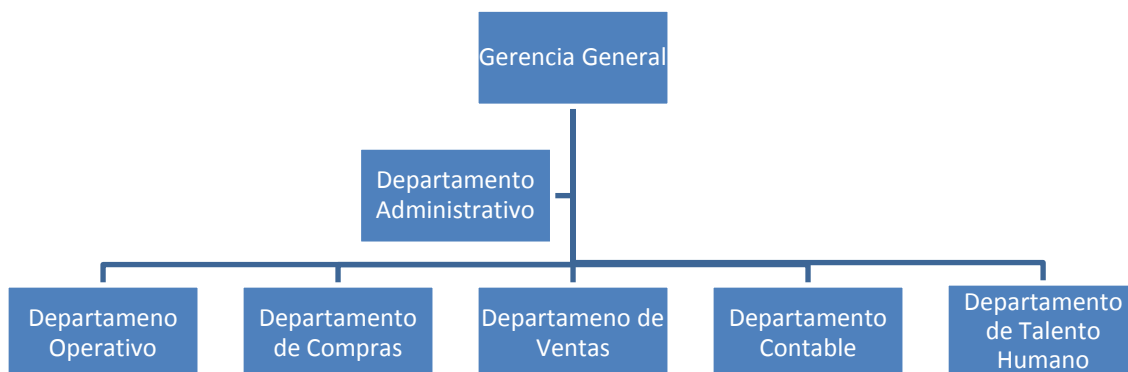 Gerencia General
Departamento
Administrativo
Departameno
Operativo
Departamento
de Compras
Departameno de
Ventas
Departamento
Contable
Departamento
de Talento
Humano